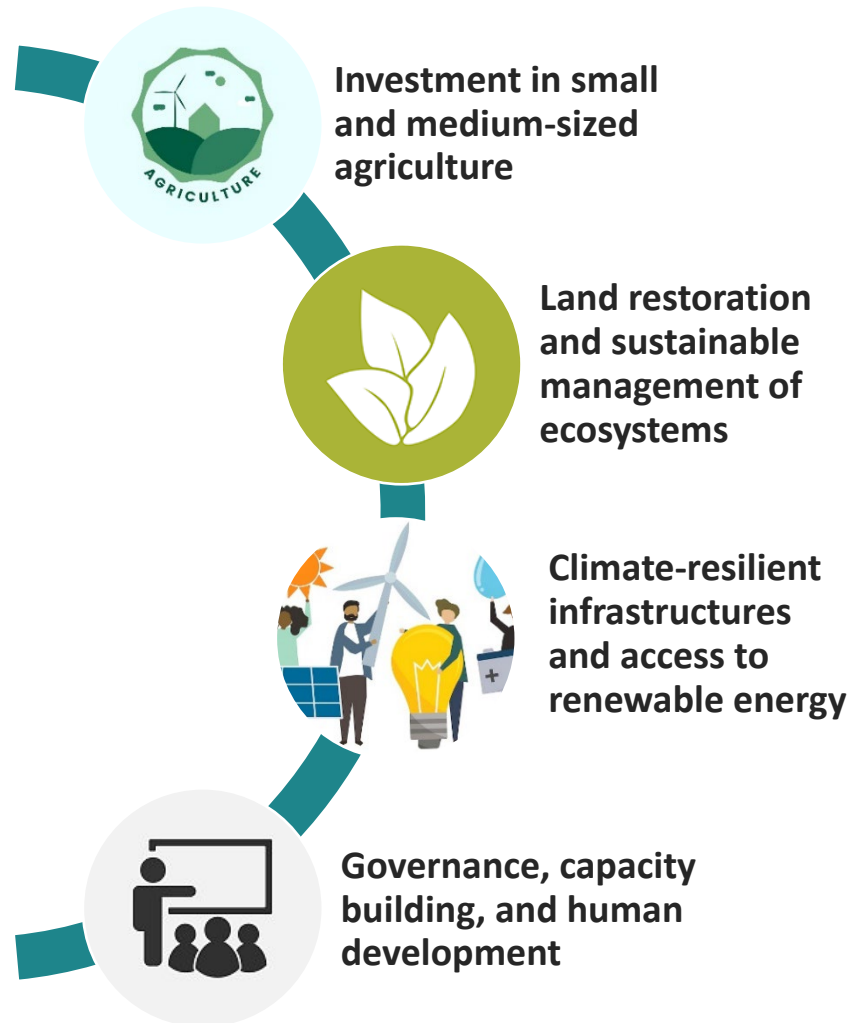 AGRICULTURE
Investment in small
and medium-sized
agriculture
Land restoration
and sustainable
management of
ecosystems
Climate-resilient
infrastructures
and access to
renewable energy
Governance, capacity
building, and human
development